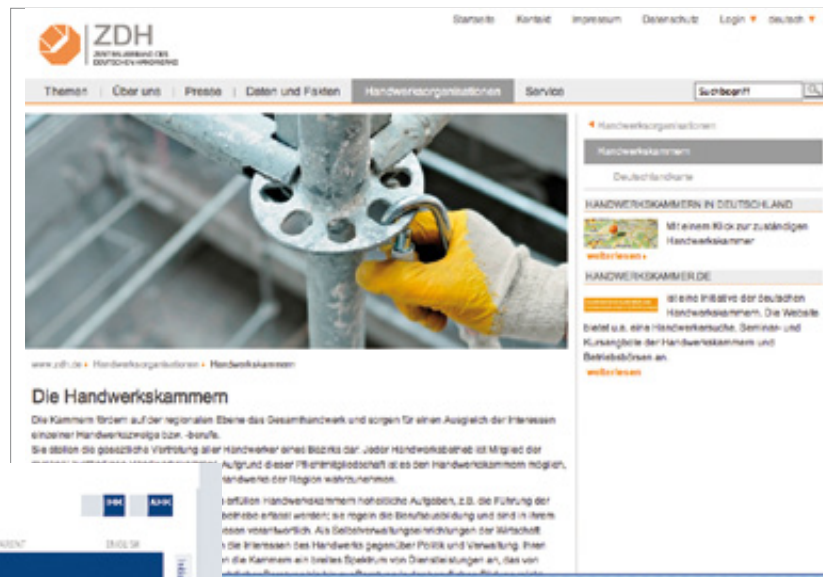 Startseite Kontakt Impressum Datenschutz Login deutsch
ZDH
ZENTRALVERBAND DES
DEUTSCHEN HANDWERKS
Themen | Über uns | Presse | Daten und Fakten Handwerksorganisationen Service
Suchbegriff
Handwerksorganisationen
Handwerkskammern
Deutschlandkarte
HANDWERKSKAMMERN IN DEUTSCHLAND
Mit einem Klick zur zuständigen
Handwerkskammer
weiterlesen
HANDWERKSKAMMER.DE
ist eine Initiative der deutschen
Handwerkskammern. Die Website
bietet u.a. eine Handwerkersuche, Seminar- und
Kursangebote der Handwerkskammern und
Betriebsbörsen an.
weiterlesen
www.zdh.de Handwerksorganisationen Handwerkskammern
Die Handwerkskammern
Die Kammern fördern auf der regionalen Ebene das Gesamthandwerk und sorgen für einen Ausgleich der Interessen
einzelner Handwerkszweige bzw. -berufe.
Sie stellen die gesetzliche Vertretung aller Handwerker eines Bezirks dar. Jeder Handwerksbetrieb ist Mitglied der
Aufgrund dieser Pflichtmitgliedschaft ist es den Handwerkskammern möglich,
Handwerks der Region wahrzunehmen.
erfüllen Handwerkskammern hoheitliche Aufgaben, z.B. die Führung der
betriebe erfasst werden; sie regeln die Berufsausbildung und sind in ihrem
verantwortlich. Als Selbstverwaltungseinrichtungen der Wirtschaft
die Interessen des Handwerks gegenüber Politik und Verwaltung. Ihren
die Kammern ein breites Spektrum von Dienstleistungen an, das von
IHK AHK